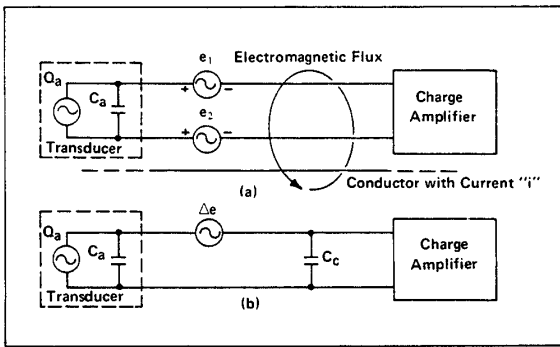 e₁
Electromagnetic Flux
Qa
Ca
+ −
e₂
+ −
Charge
Amplifier
Transducer
(a)
Conductor with Current "i"
Δe
Qa
Ca
Cc
Charge
Amplifier
Transducer
(b)